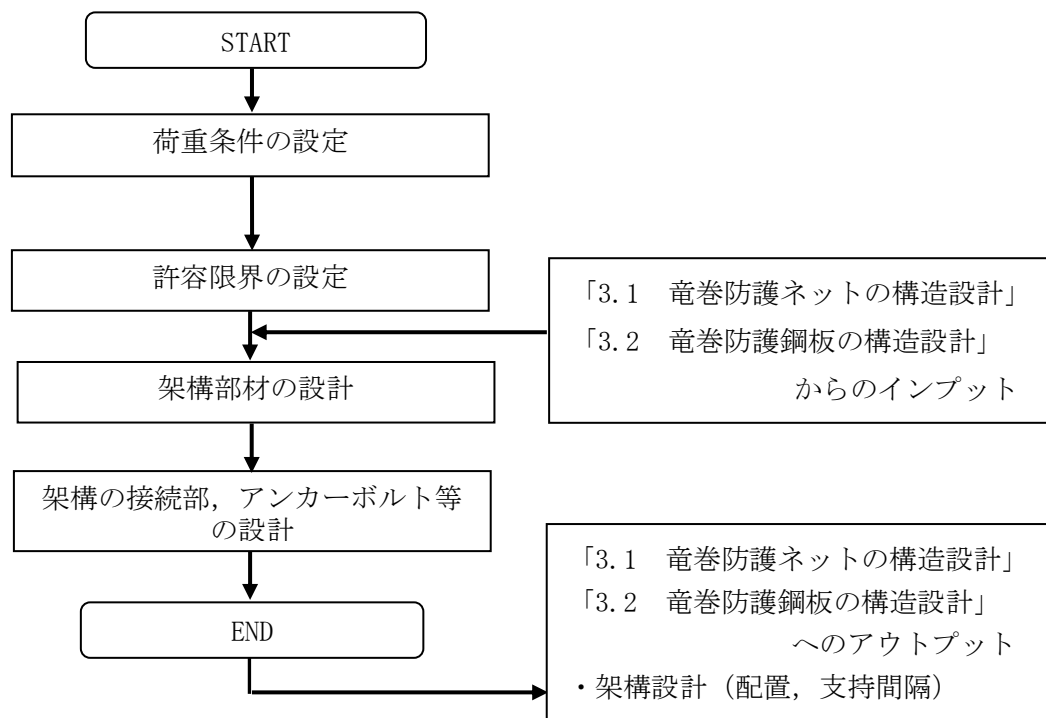 START
荷重条件の設定
許容限界の設定
「3.1　竜巻防護ネットの構造設計」
「3.2　竜巻防護鋼板の構造設計」
からのインプット
架構部材の設計
架構の接続部，アンカーボルト等
の設計
END
「3.1　竜巻防護ネットの構造設計」
「3.2　竜巻防護鋼板の構造設計」
へのアウトプット
・架構設計（配置，支持間隔）